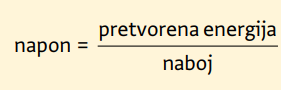 napon = pretvorena energija
naboj